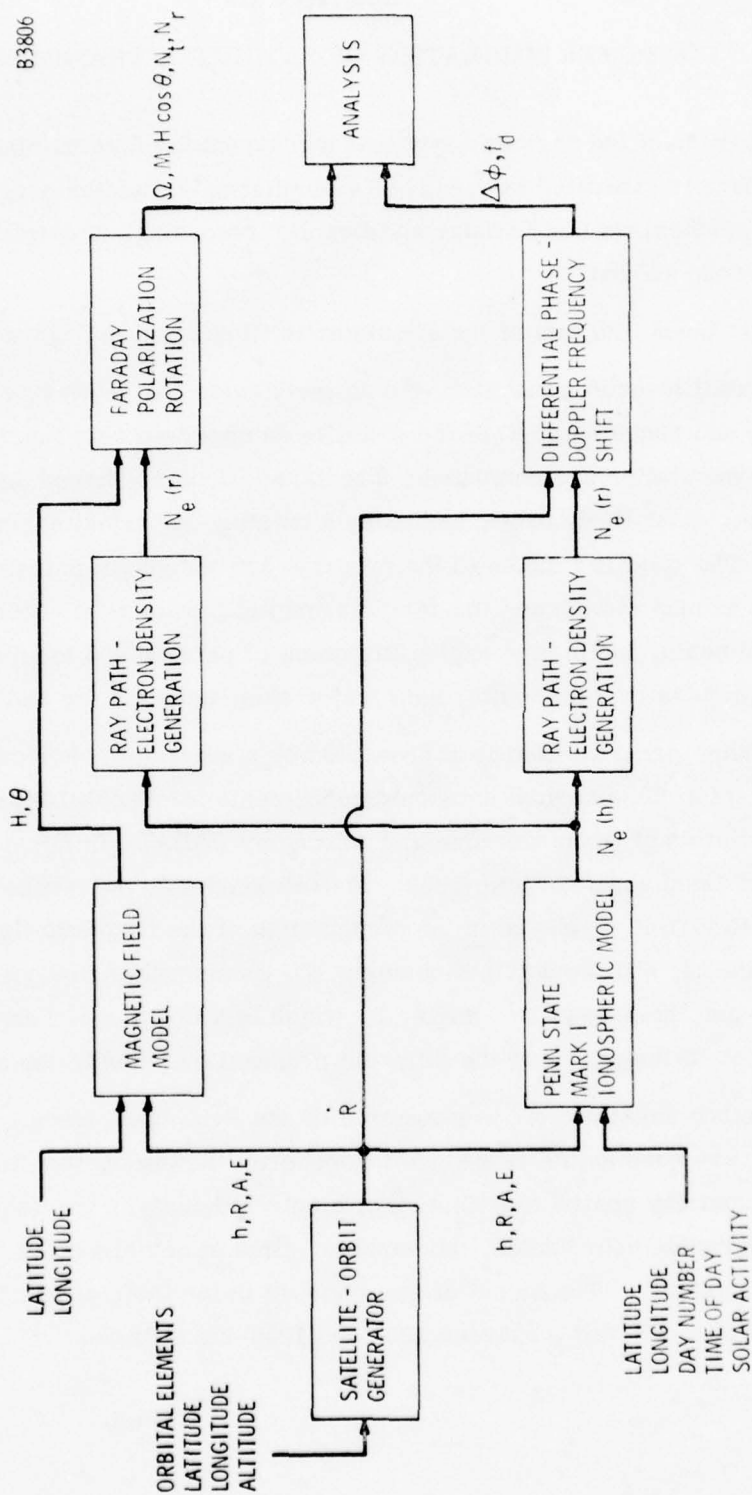 B3806
LATITUDE
LONGITUDE
ORBITAL ELEMENTS
LATITUDE
LONGITUDE
ALTITUDE
SATELLITE - ORBIT
GENERATOR
h, R, A, E
Ṙ
h, R, A, E
LATITUDE
LONGITUDE
DAY NUMBER
TIME OF DAY
SOLAR ACTIVITY
MAGNETIC FIELD
MODEL
H, θ
PENN STATE
MARK I
IONOSPHERIC MODEL
N_e (h)
RAY PATH -
ELECTRON DENSITY
GENERATION
N_e (r)
RAY PATH -
ELECTRON DENSITY
GENERATION
N_e (r)
FARADAY
POLARIZATION
ROTATION
Ω, M, H cos θ, N_t, N_r
DIFFERENTIAL PHASE -
DOPPLER FREQUENCY
SHIFT
Δφ, f_d
ANALYSIS